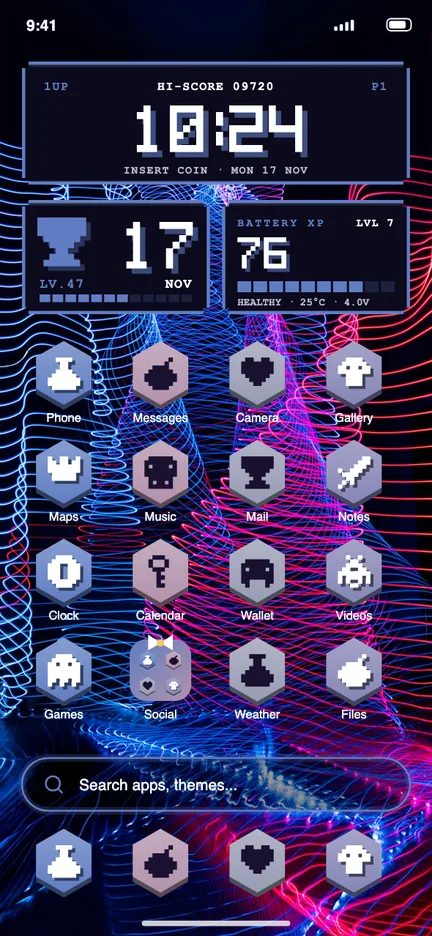 9:41
1UP HI-SCORE 09720 P1
10:24
INSERT COIN · MON 17 NOV
17
LV.47 NOV
BATTERY XP LVL 7
76
HEALTHY · 25°C · 4.0V
Phone Messages Camera Gallery
Maps Music Mail Notes
Clock Calendar Wallet Videos
Games Social Weather Files
Search apps, themes...